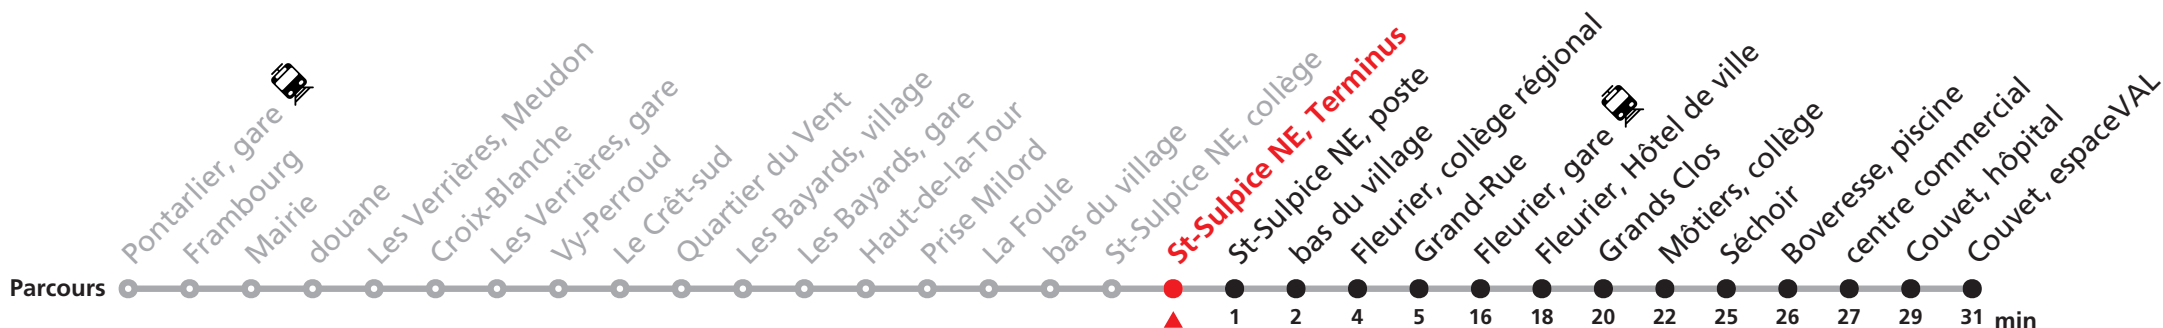 Pontarlier, gare
Frambourg
Mairie
douane
Les Verrières, Meudon
Croix-Blanche
Les Verrières, gare
Vy-Perroud
Le Crêt-sud
Quartier du Vent
Les Bayards, village
Les Bayards, gare
Haut-de-la-Tour
Prise Milord
La Foule
bas du village
St-Sulpice NE, collège
St-Sulpice NE, Terminus
St-Sulpice NE, poste
bas du village
Fleurier, collège régional
Grand-Rue
Fleurier, gare
Fleurier, Hôtel de ville
Grands Clos
Môtiers, collège
Séchoir
Boveresse, piscine
centre commercial
Couvet, hôpital
Couvet, espaceVAL
Parcours
1 2 4 5 16 18 20 22 25 26 27 29 31 min